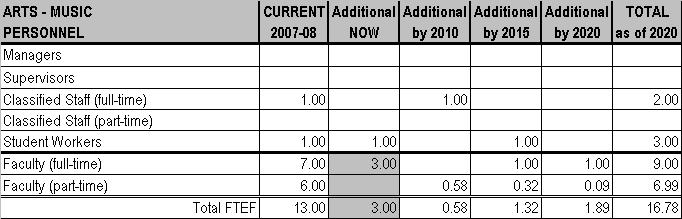 ARTS - MUSIC PERSONNEL CURRENT 2007-08 Additional NOW Additional by 2010 Additional by 2015 Additional by 2020 TOTAL as of 2020
Managers
Supervisors
Classified Staff (full-time) 1.00 1.00 2.00
Classified Staff (part-time)
Student Workers 1.00 1.00 1.00 3.00
Faculty (full-time) 7.00 3.00 1.00 1.00 9.00
Faculty (part-time) 6.00 0.58 0.32 0.09 6.99
Total FTEF 13.00 3.00 0.58 1.32 1.89 16.78